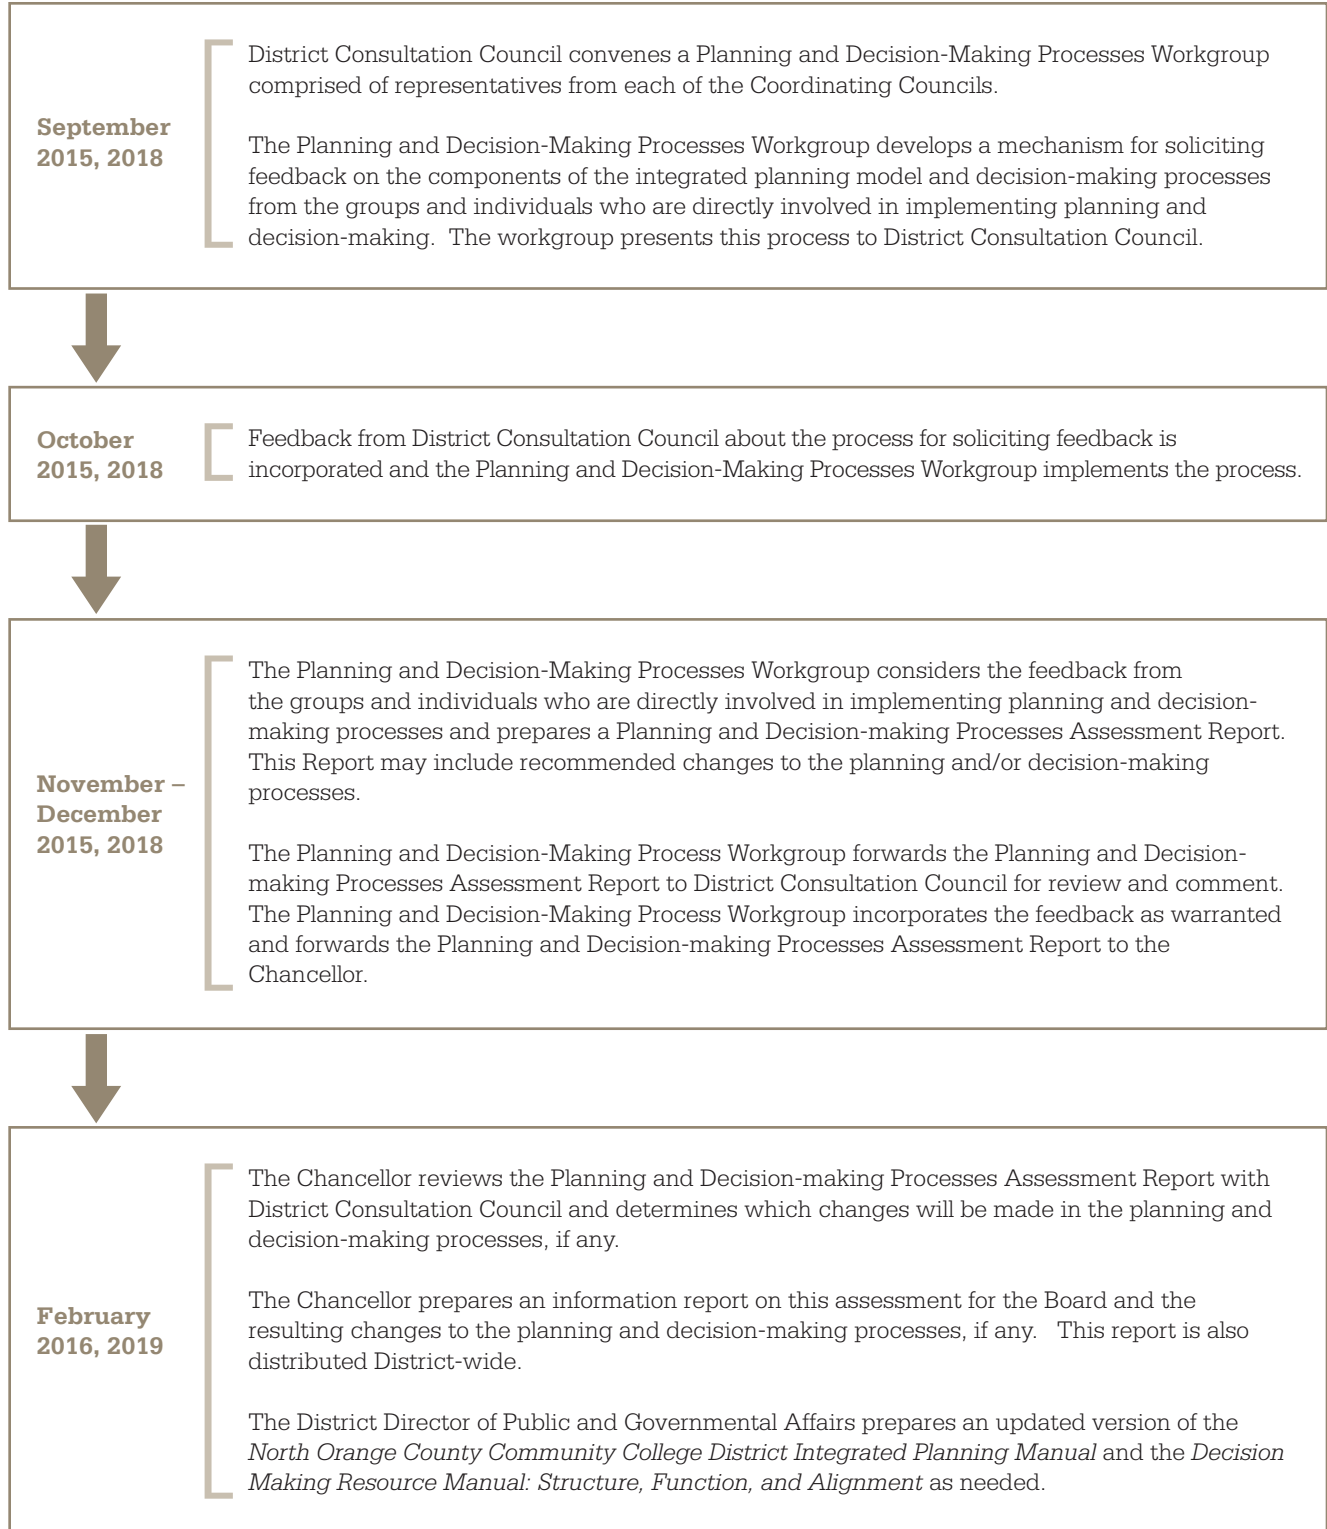 September
2015, 2018
District Consultation Council convenes a Planning and Decision-Making Processes Workgroup
comprised of representatives from each of the Coordinating Councils.
The Planning and Decision-Making Processes Workgroup develops a mechanism for soliciting
feedback on the components of the integrated planning model and decision-making processes
from the groups and individuals who are directly involved in implementing planning and
decision-making.  The workgroup presents this process to District Consultation Council.
October
2015, 2018
Feedback from District Consultation Council about the process for soliciting feedback is
incorporated and the Planning and Decision-Making Processes Workgroup implements the process.
November –
December
2015, 2018
The Planning and Decision-Making Processes Workgroup considers the feedback from
the groups and individuals who are directly involved in implementing planning and decision-
making processes and prepares a Planning and Decision-making Processes Assessment Report.
This Report may include recommended changes to the planning and/or decision-making
processes.
The Planning and Decision-Making Process Workgroup forwards the Planning and Decision-
making Processes Assessment Report to District Consultation Council for review and comment.
The Planning and Decision-Making Process Workgroup incorporates the feedback as warranted
and forwards the Planning and Decision-making Processes Assessment Report to the
Chancellor.
February
2016, 2019
The Chancellor reviews the Planning and Decision-making Processes Assessment Report with
District Consultation Council and determines which changes will be made in the planning and
decision-making processes, if any.
The Chancellor prepares an information report on this assessment for the Board and the
resulting changes to the planning and decision-making processes, if any.   This report is also
distributed District-wide.
The District Director of Public and Governmental Affairs prepares an updated version of the
North Orange County Community College District Integrated Planning Manual and the Decision
Making Resource Manual: Structure, Function, and Alignment as needed.